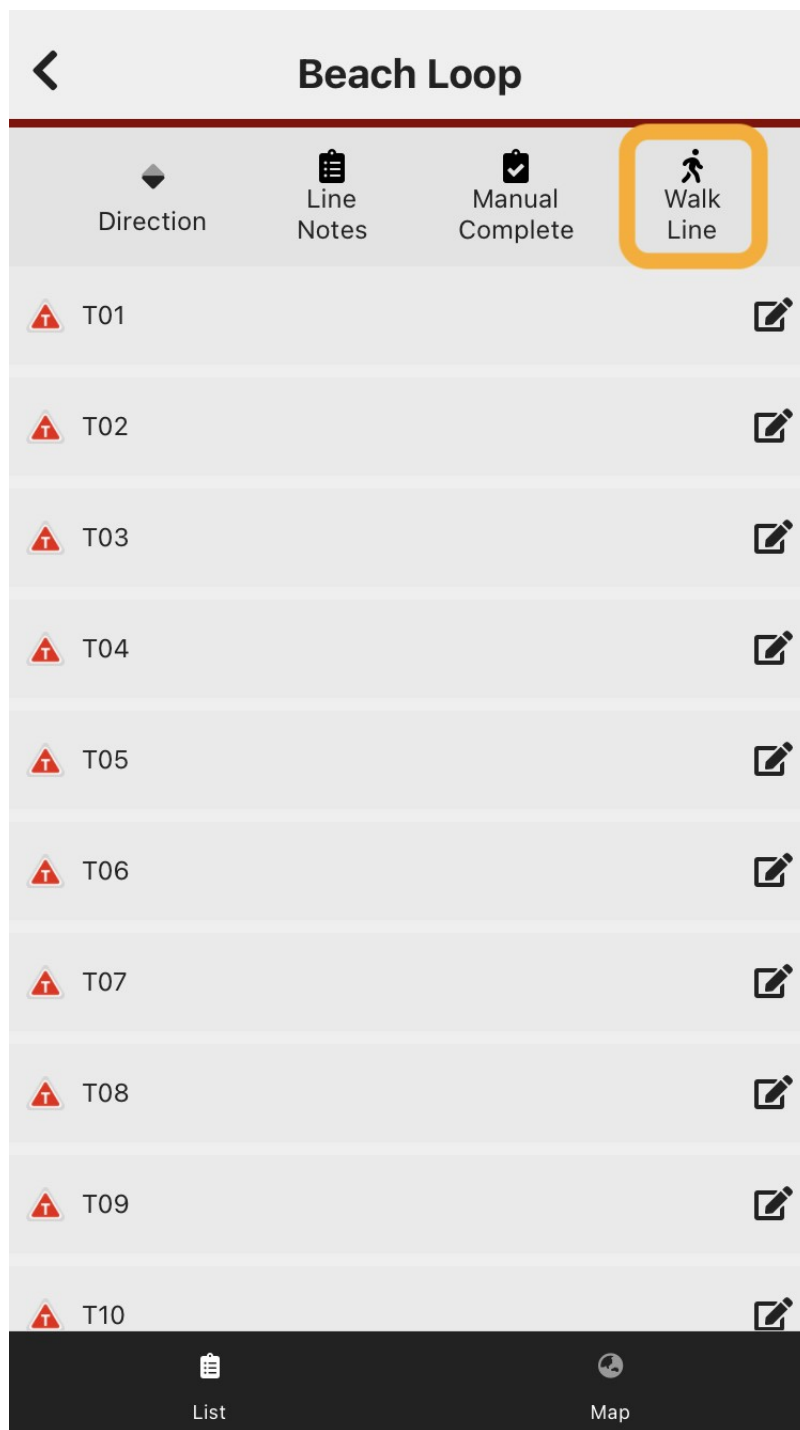 Beach Loop
Direction
Line
Notes
Manual
Complete
Walk
Line
T T01
T T02
T T03
T T04
T T05
T T06
T T07
T T08
T T09
T T10
List
Map